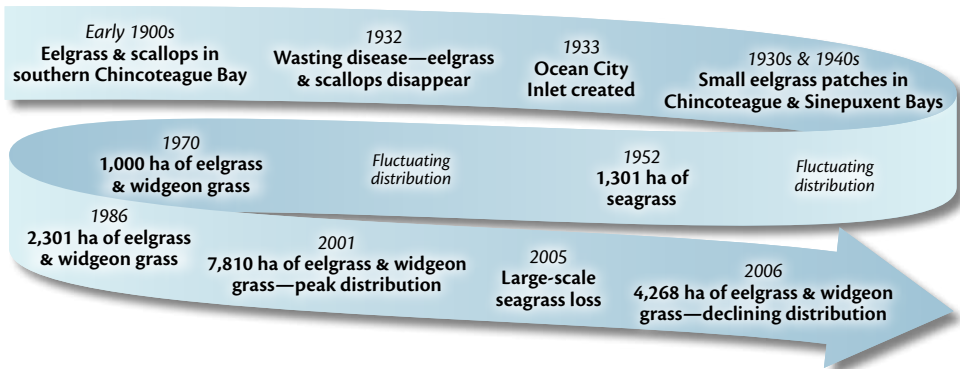 Early 1900s
Eelgrass & scallops in
southern Chincoteague Bay
1932
Wasting disease—eelgrass
& scallops disappear
1933
Ocean City
Inlet created
1930s & 1940s
Small eelgrass patches in
Chincoteague & Sinepuxent Bays
Fluctuating
distribution
1952
1,301 ha of
seagrass
Fluctuating
distribution
1970
1,000 ha of eelgrass
& widgeon grass
1986
2,301 ha of eelgrass
& widgeon grass
2001
7,810 ha of eelgrass & widgeon
grass—peak distribution
2005
Large-scale
seagrass loss
2006
4,268 ha of eelgrass & widgeon
grass—declining distribution